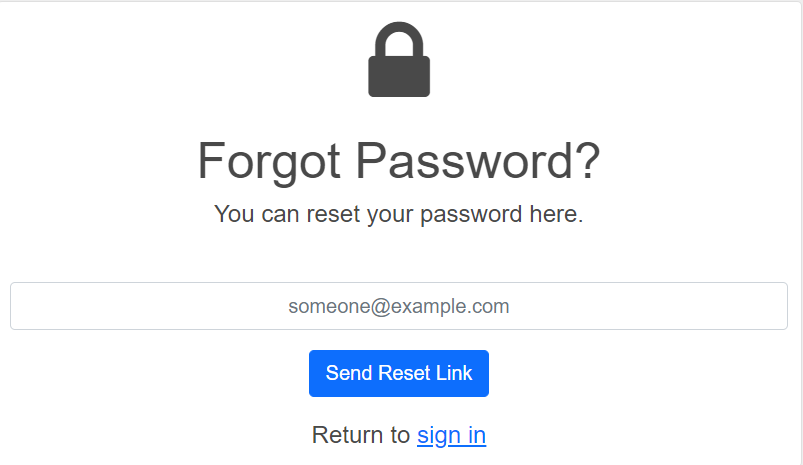 Forgot Password?
You can reset your password here.
someone@example.com
Send Reset Link
Return to sign in